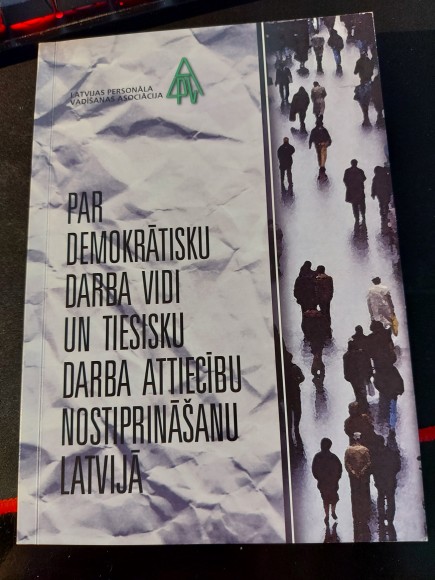 LATVIJAS PERSONĀLA
VADĪŠANAS ASOCIĀCIJA
PAR
DEMOKRĀTISKU
DARBA VIDI
UN TIESISKU
DARBA ATTIECĪBU
NOSTIPRINĀŠANU
LATVIJĀ